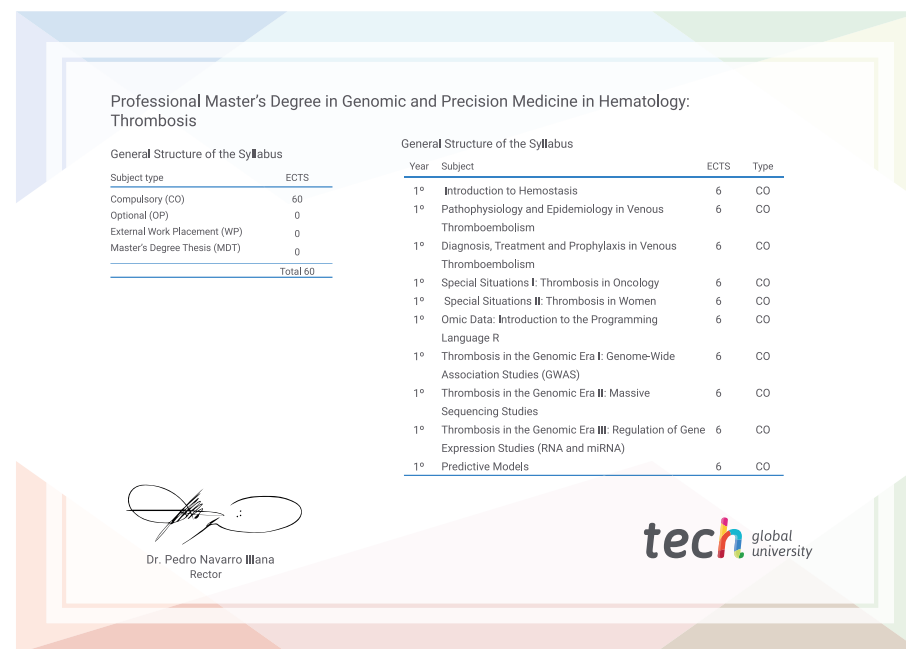 Professional Master's Degree in Genomic and Precision Medicine in Hematology:
Thrombosis
General Structure of the Syllabus
Subject type ECTS
Compulsory (CO) 60
Optional (OP) 0
External Work Placement (WP) 0
Master's Degree Thesis (MDT) 0
Total 60
General Structure of the Syllabus
Year Subject ECTS Type
1º Introduction to Hemostasis 6 CO
1º Pathophysiology and Epidemiology in Venous 6 CO
Thromboembolism
1º Diagnosis, Treatment and Prophylaxis in Venous 6 CO
Thromboembolism
1º Special Situations I: Thrombosis in Oncology 6 CO
1º Special Situations II: Thrombosis in Women 6 CO
1º Omic Data: Introduction to the Programming 6 CO
Language R
1º Thrombosis in the Genomic Era I: Genome-Wide 6 CO
Association Studies (GWAS)
1º Thrombosis in the Genomic Era II: Massive 6 CO
Sequencing Studies
1º Thrombosis in the Genomic Era III: Regulation of Gene 6 CO
Expression Studies (RNA and miRNA)
1º Predictive Models 6 CO
Dr. Pedro Navarro Illana
Rector
tech global
university